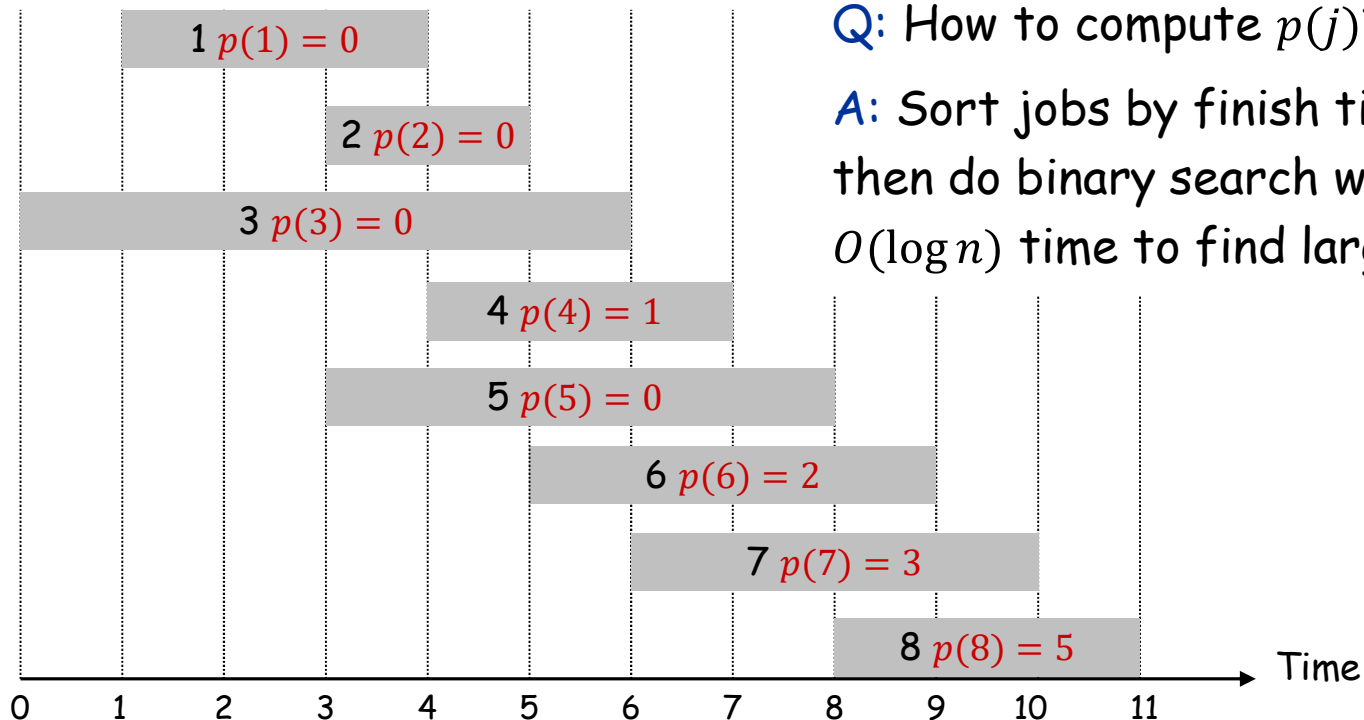 1 p(1) = 0
2 p(2) = 0
3 p(3) = 0
4 p(4) = 1
5 p(5) = 0
6 p(6) = 2
7 p(7) = 3
8 p(8) = 5
Time
0 1 2 3 4 5 6 7 8 9 10 11
Q: How to compute p(j)
A: Sort jobs by finish
then do binary search
O(log n) time to find